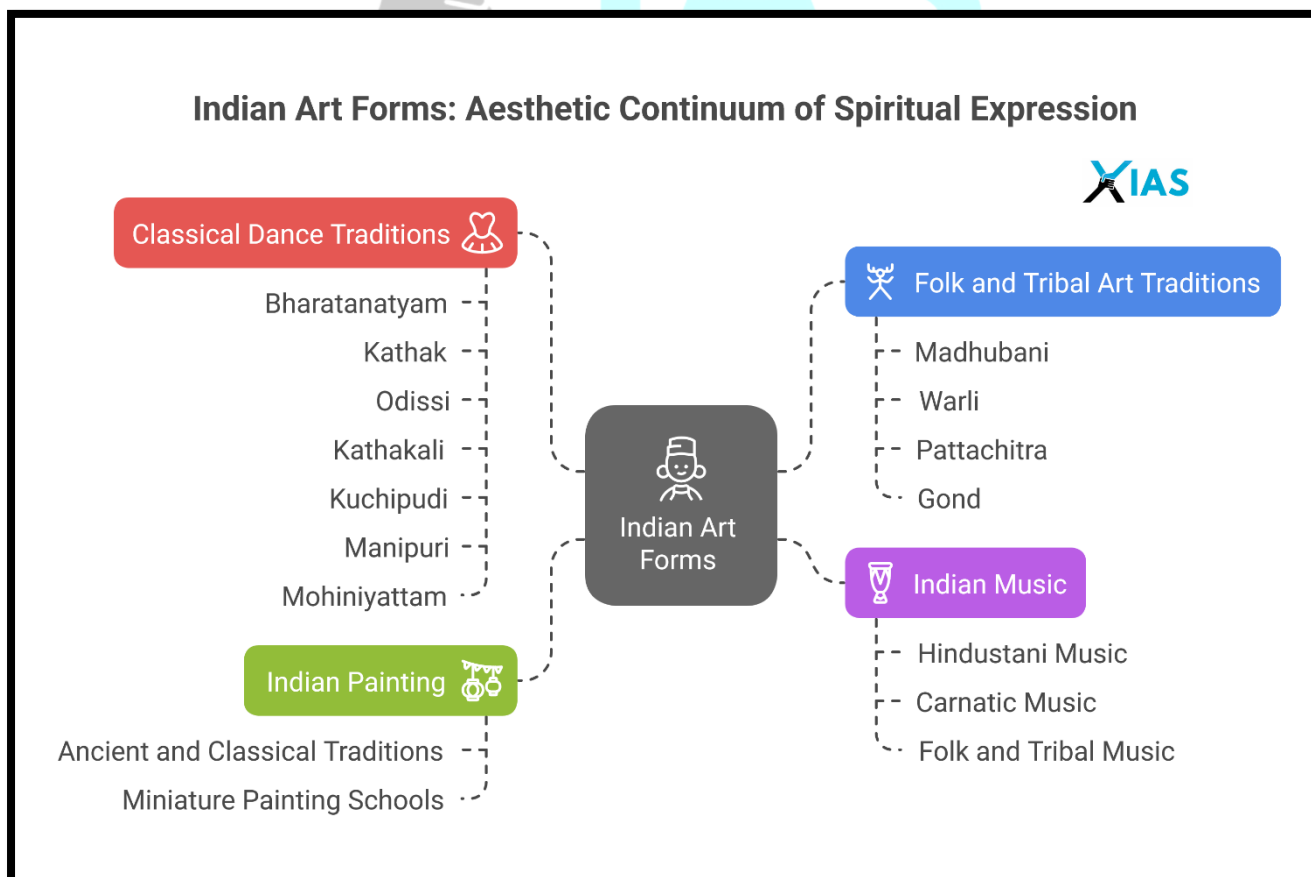 Indian Art Forms: Aesthetic Continuum of Spiritual Expression
XIAS
Classical Dance Traditions
Bharatanatyam
Kathak
Odissi
Kathakali
Kuchipudi
Manipuri
Mohiniyattam
Indian Painting
Ancient and Classical Traditions
Miniature Painting Schools
Indian Art
Forms
Folk and Tribal Art Traditions
Madhubani
Warli
Pattachitra
Gond
Indian Music
Hindustani Music
Carnatic Music
Folk and Tribal Music